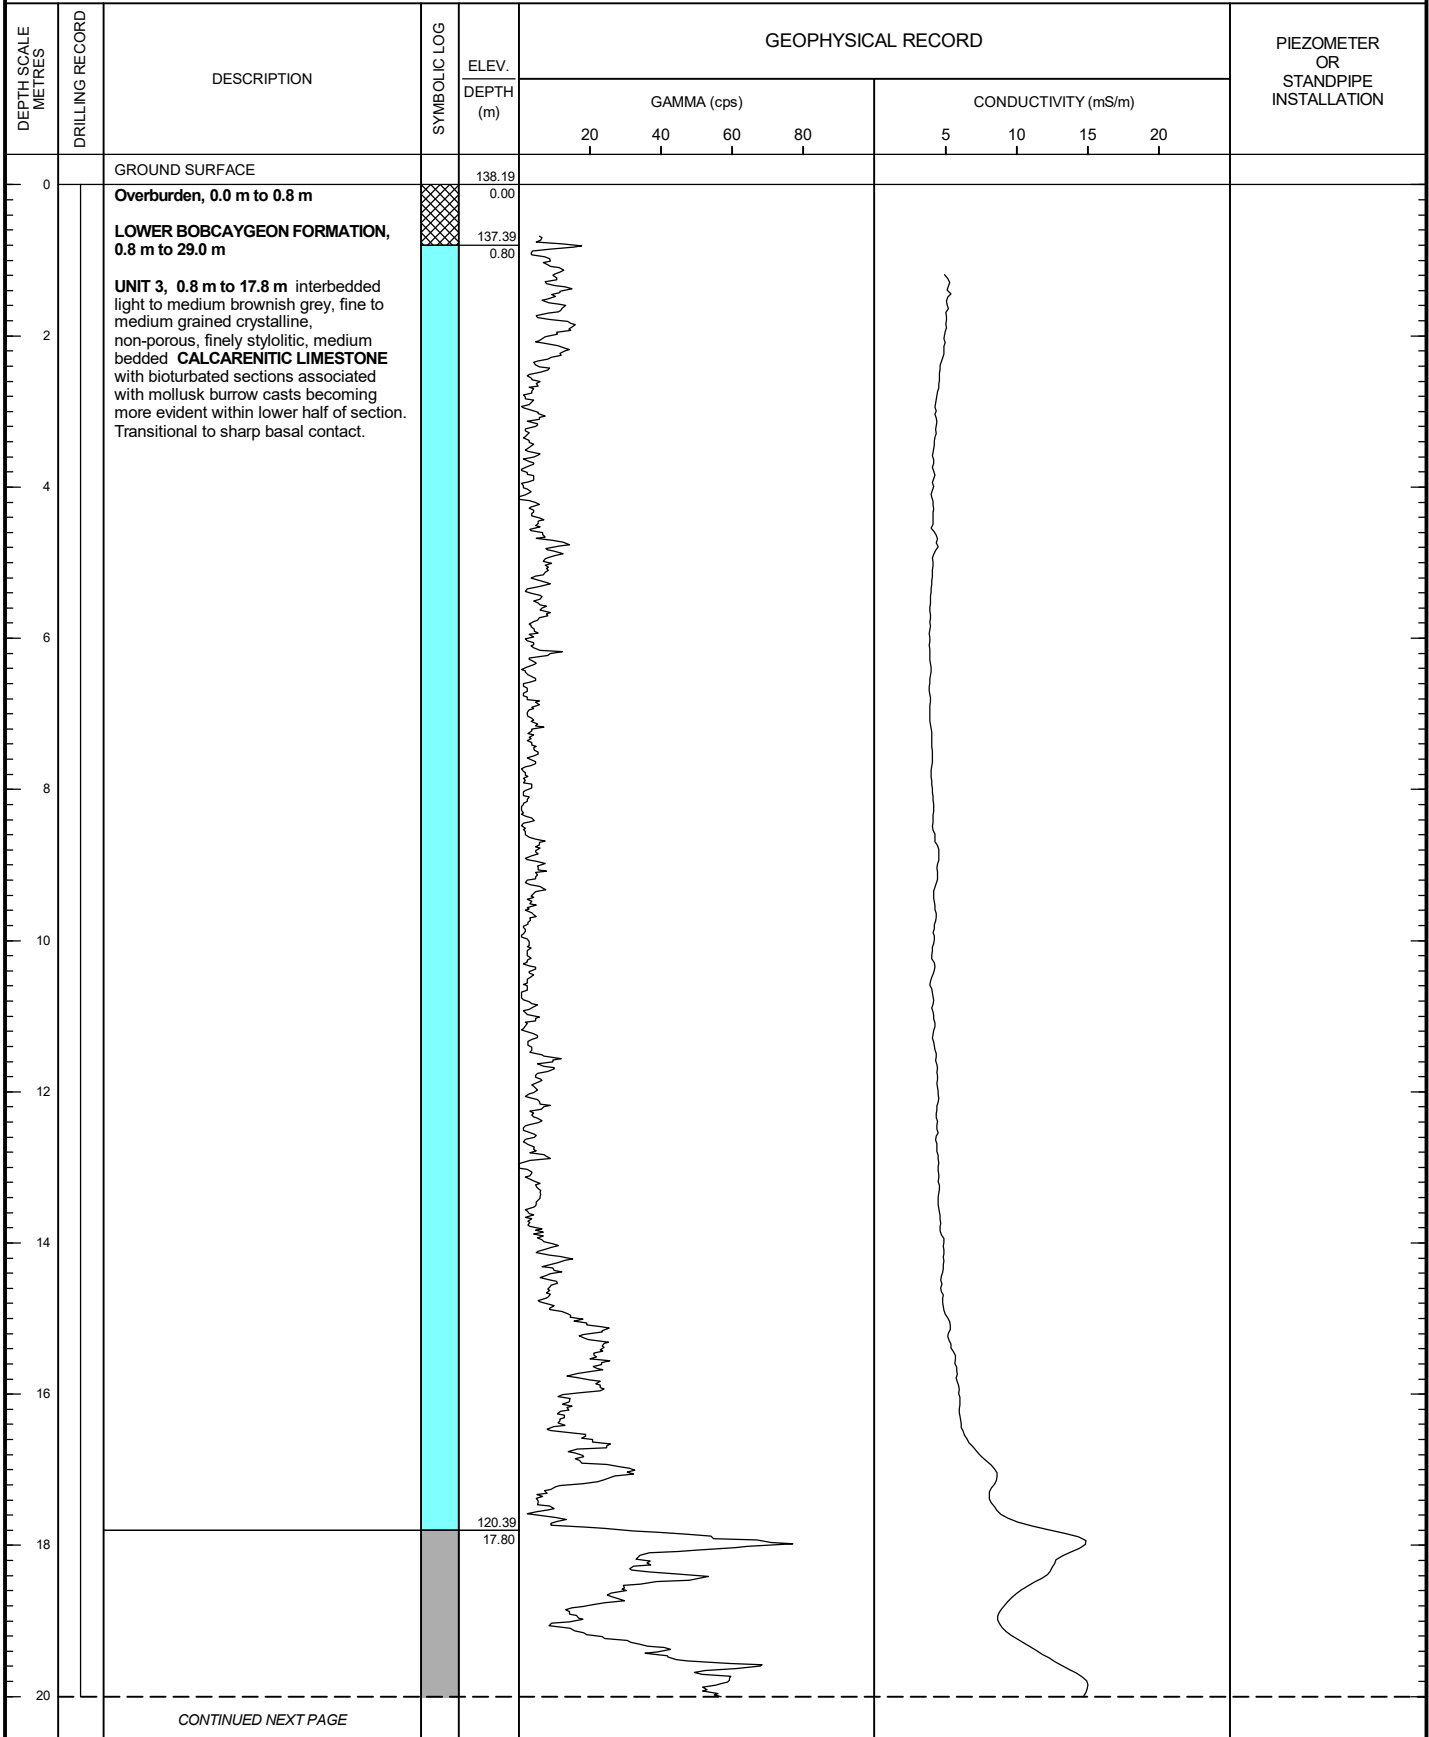 DEPTH SCALE
METRES
DRILLING RECORD
DESCRIPTION
SYMBOLIC LOG
ELEV.
DEPTH
(m)
GEOPHYSICAL RECORD
GAMMA (cps)
20 40 60 80
CONDUCTIVITY (mS/m)
5 10 15 20
PIEZOMETER
OR
STANDPIPE
INSTALLATION
GROUND SURFACE
138.19
0
0.00
Overburden, 0.0 m to 0.8 m
LOWER BOBCAYGEON FORMATION,
0.8 m to 29.0 m
137.39
0.80
UNIT 3, 0.8 m to 17.8 m interbedded
light to medium brownish grey, fine to
medium grained crystalline,
non-porous, finely stylolitic, medium
bedded CALCARENITIC LIMESTONE
with bioturbated sections associated
with mollusk burrow casts becoming
more evident within lower half of section.
Transitional to sharp basal contact.
2
4
6
8
10
12
14
16
120.39
17.80
18
20
CONTINUED NEXT PAGE